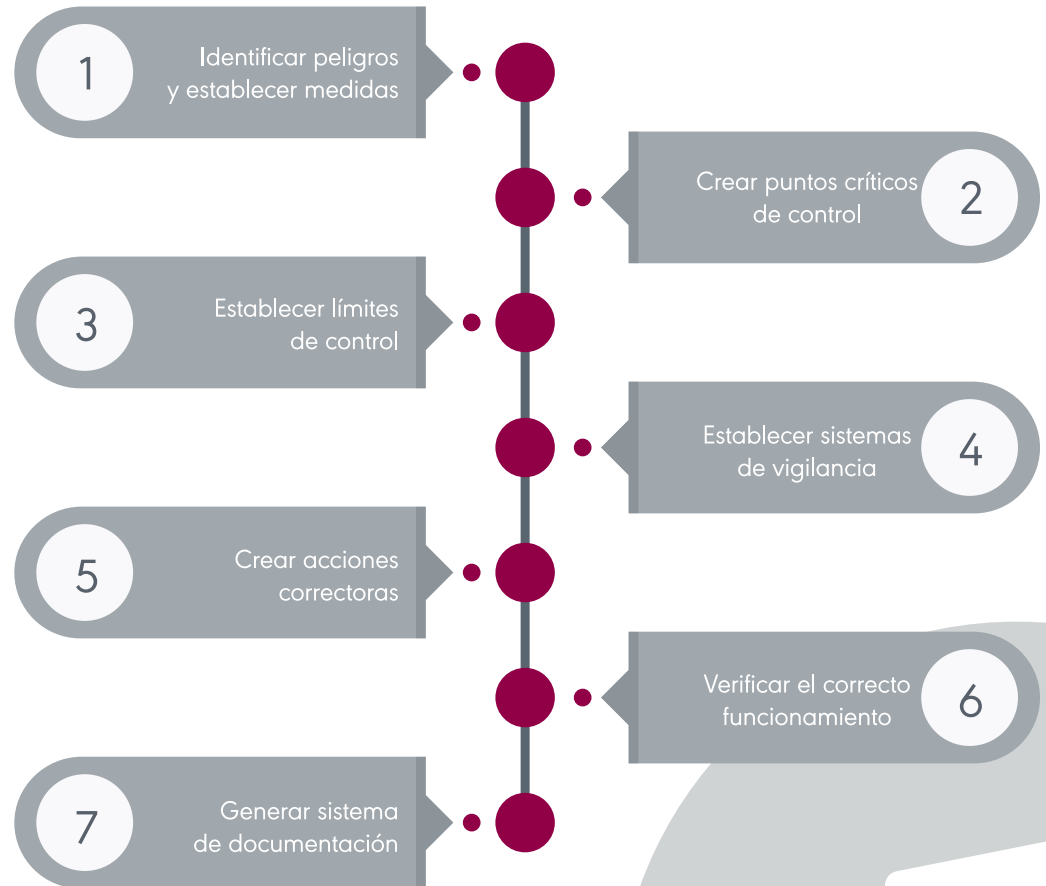 1
Identificar peligros
y establecer medidas
2
Crear puntos críticos
de control
3
Establecer límites
de control
4
Establecer sistemas
de vigilancia
5
Crear acciones
correctoras
6
Verificar el correcto
funcionamiento
7
Generar sistema
de documentación